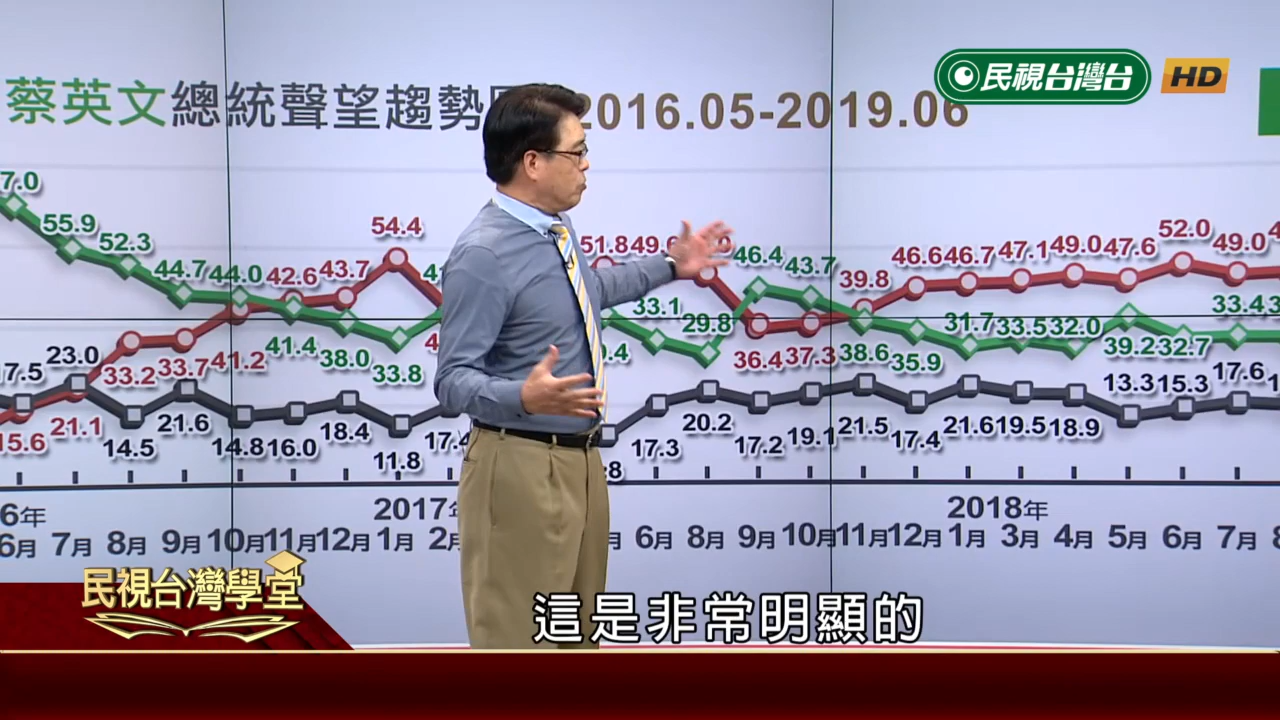 民視台灣台 HD
蔡英文總統聲望趨勢 2016.05-2019.06
7.0 55.9 52.3 44.7 44.0 42.6 43.7 54.4 51.8 49.6 46.4 43.7 39.8 46.6 46.7 47.1 49.0 47.6 52.0 49.0
33.1 29.8 31.7 33.5 32.0 33.4
17.5 23.0 33.2 33.7 41.2 41.4 38.0 33.8 36.4 37.3 38.6 35.9 39.2 32.7
15.6 21.1 14.5 21.6 14.8 16.0 18.4 11.8 17.4 17.3 20.2 17.2 19.1 21.5 17.4 21.6 19.5 18.9 13.3 15.3 17.6
6年 2017 2018年
6月 7月 8月 9月 10月 11月 12月 1月 2月 月 6月 7月 8月 9月 10月 11月 12月 1月 3月 4月 5月 6月 7月 8
民視台灣學堂
這是非常明顯的